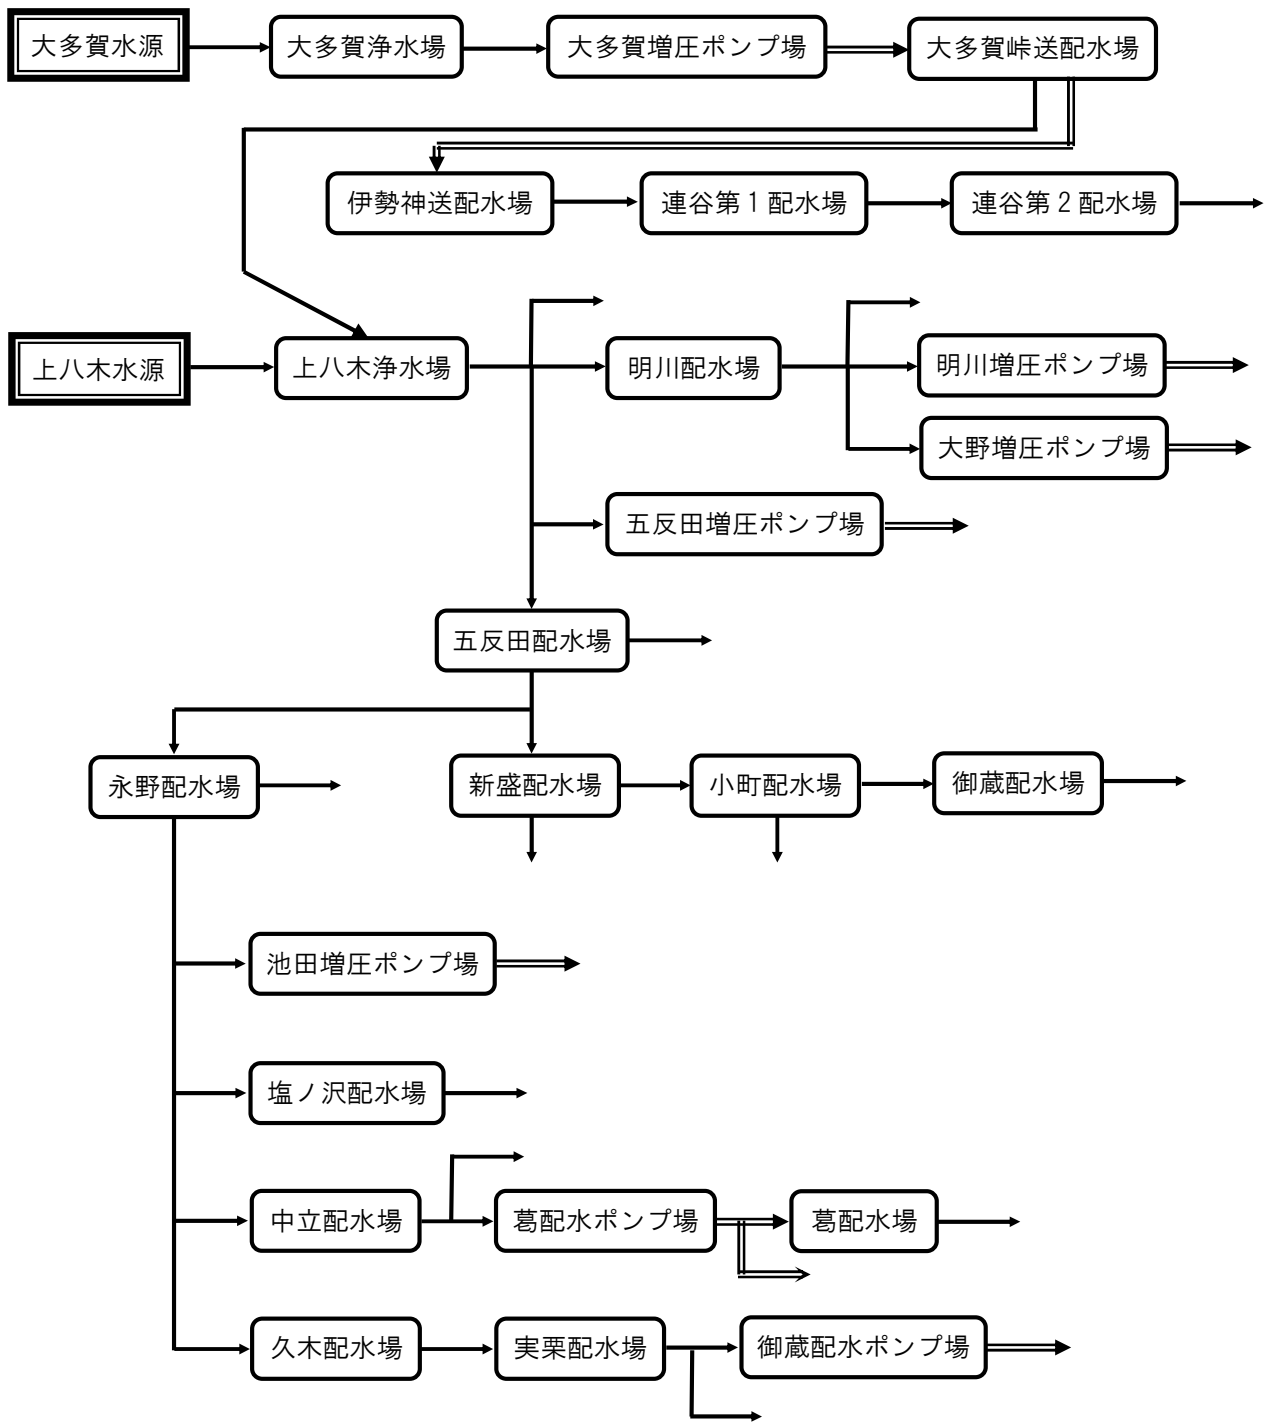 大多賀水源
大多賀浄水場
大多賀増圧ポンプ場
大多賀峠送配水場
伊勢神送配水場
連谷第1配水場
連谷第2配水場
上八木水源
上八木浄水場
明川配水場
明川増圧ポンプ場
大野増圧ポンプ場
五反田増圧ポンプ場
五反田配水場
永野配水場
新盛配水場
小町配水場
御蔵配水場
池田増圧ポンプ場
塩ノ沢配水場
中立配水場
葛配水ポンプ場
葛配水場
久木配水場
実栗配水場
御蔵配水ポンプ場